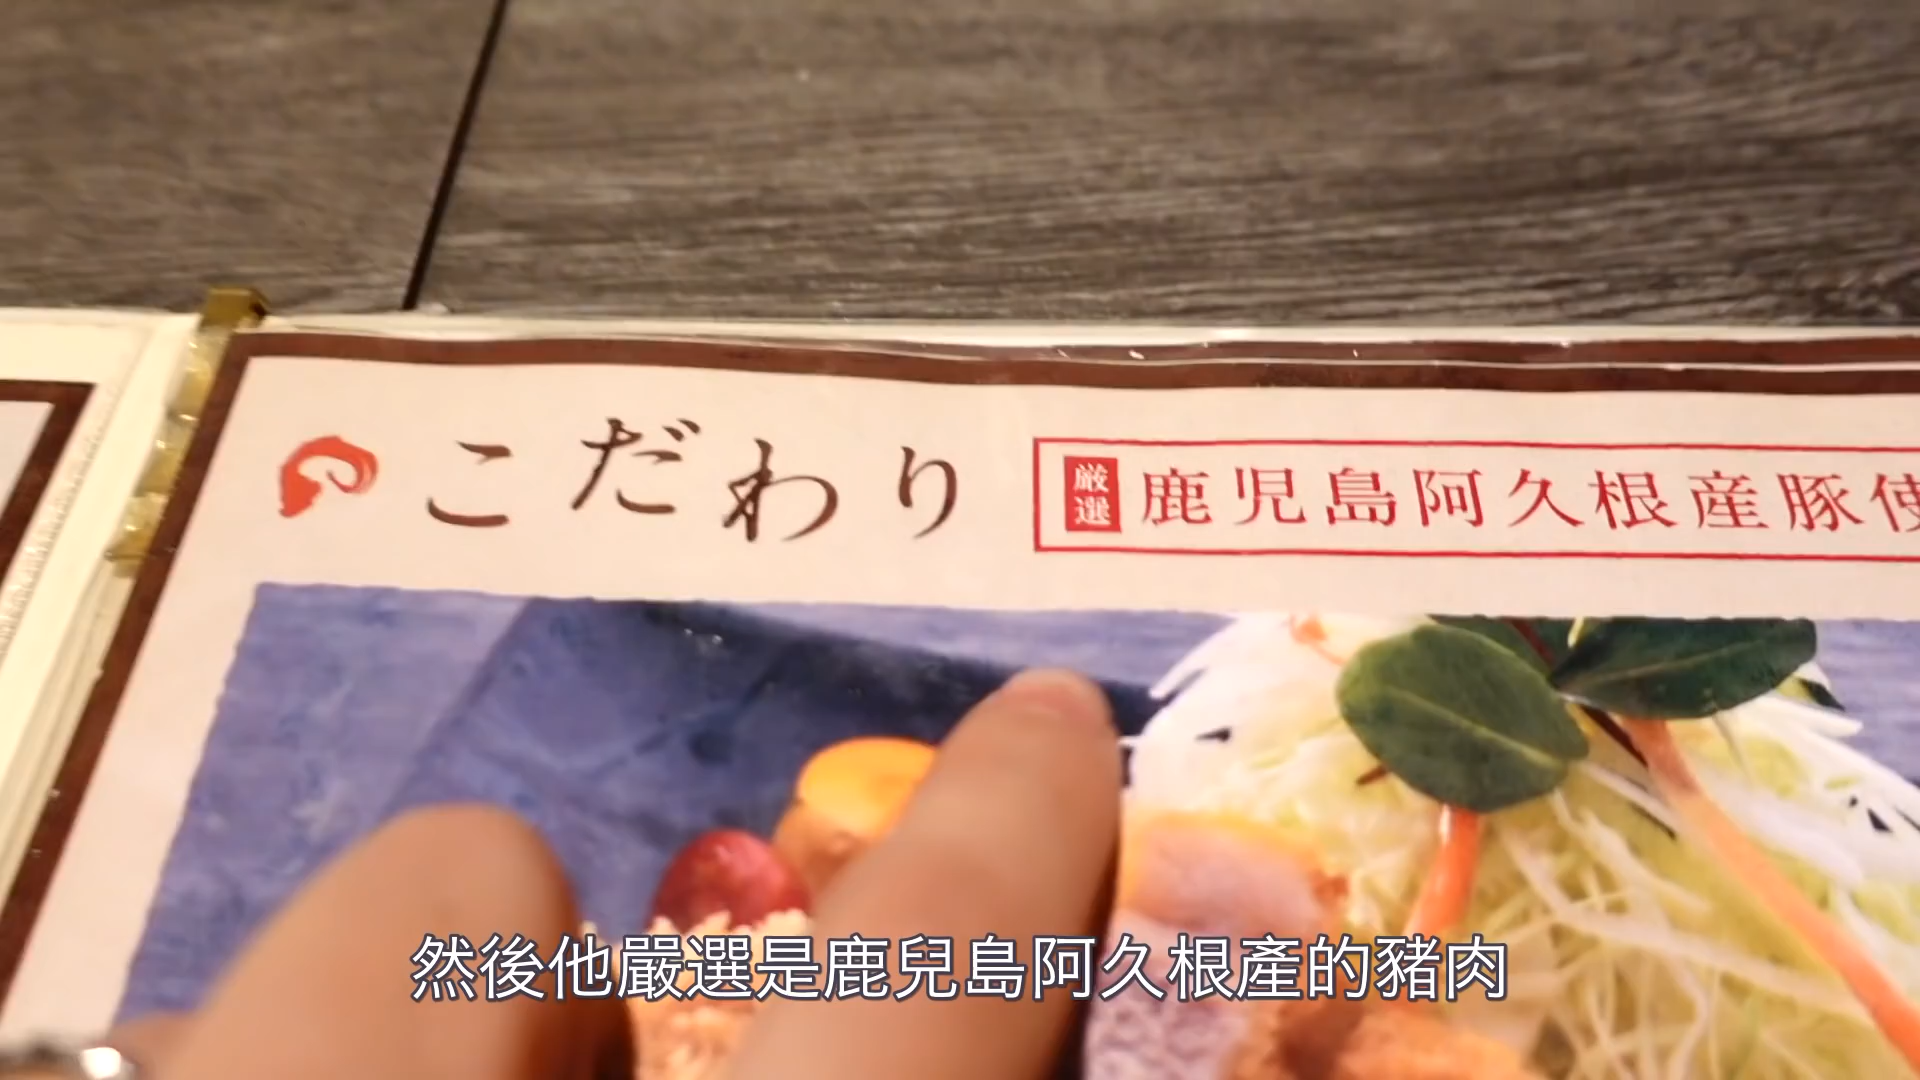 こだわり
厳選
鹿児島阿久根産豚使
然後他嚴選是鹿兒島阿久根產的豬肉